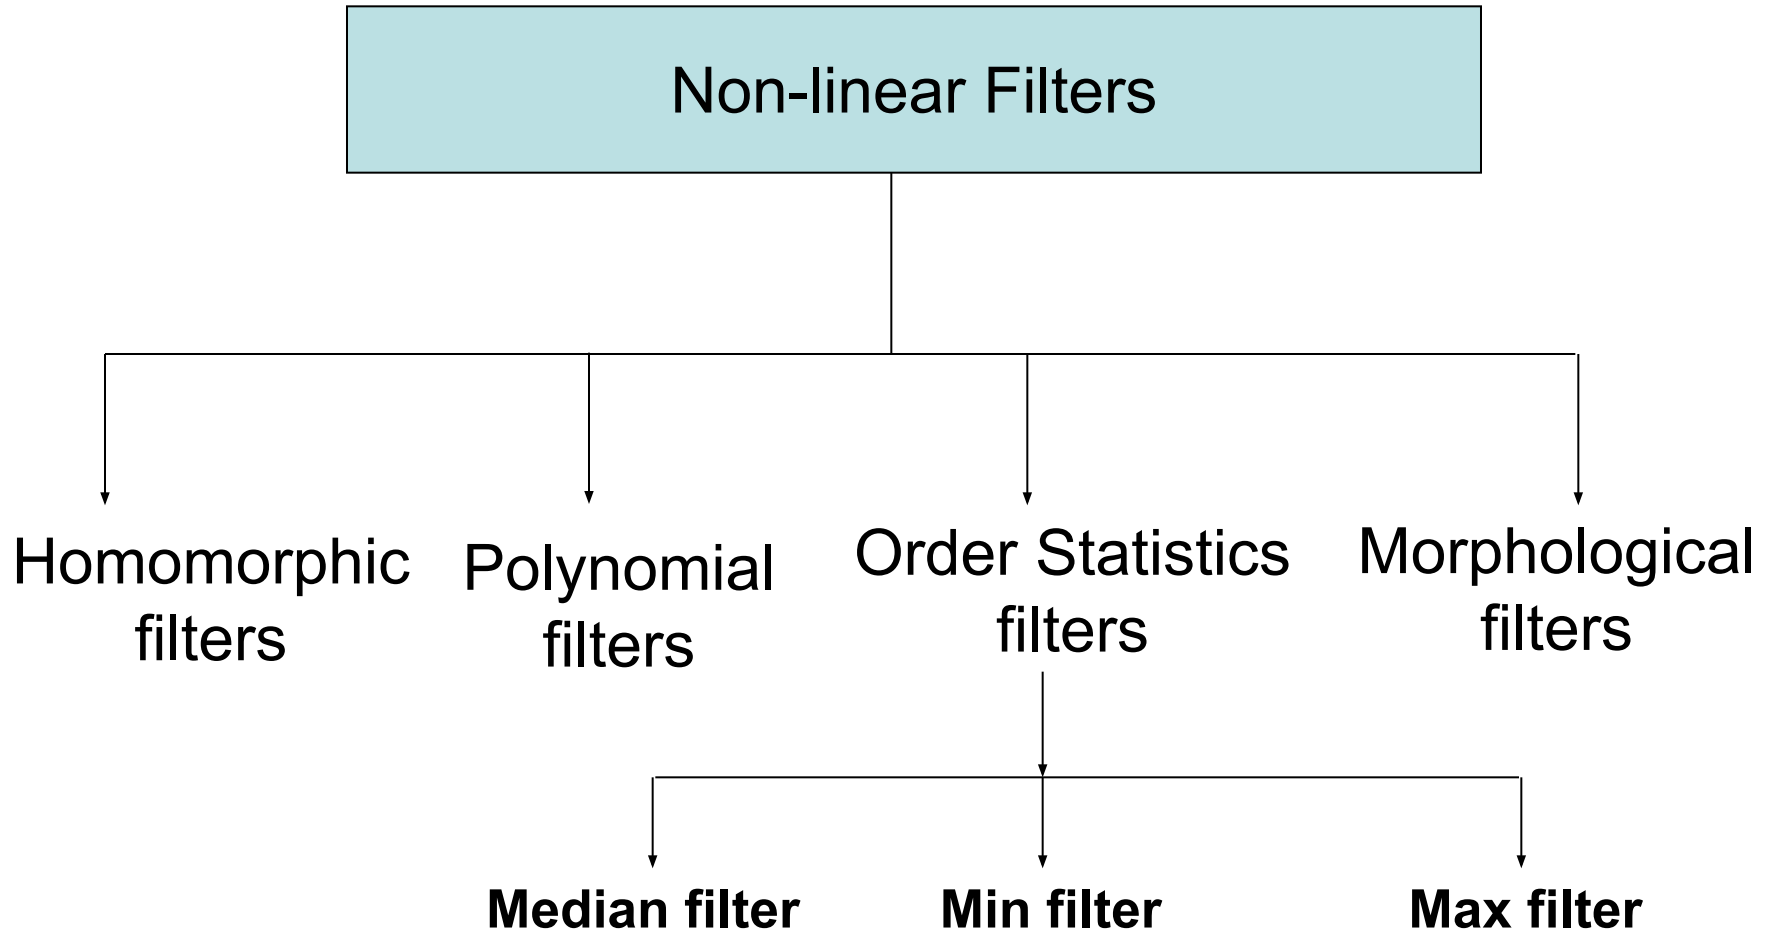 Non-linear Filters
Homomorphic
filters
Polynomial
filters
Order Statistics
filters
Morphological
filters
Median filter
Min filter
Max filter